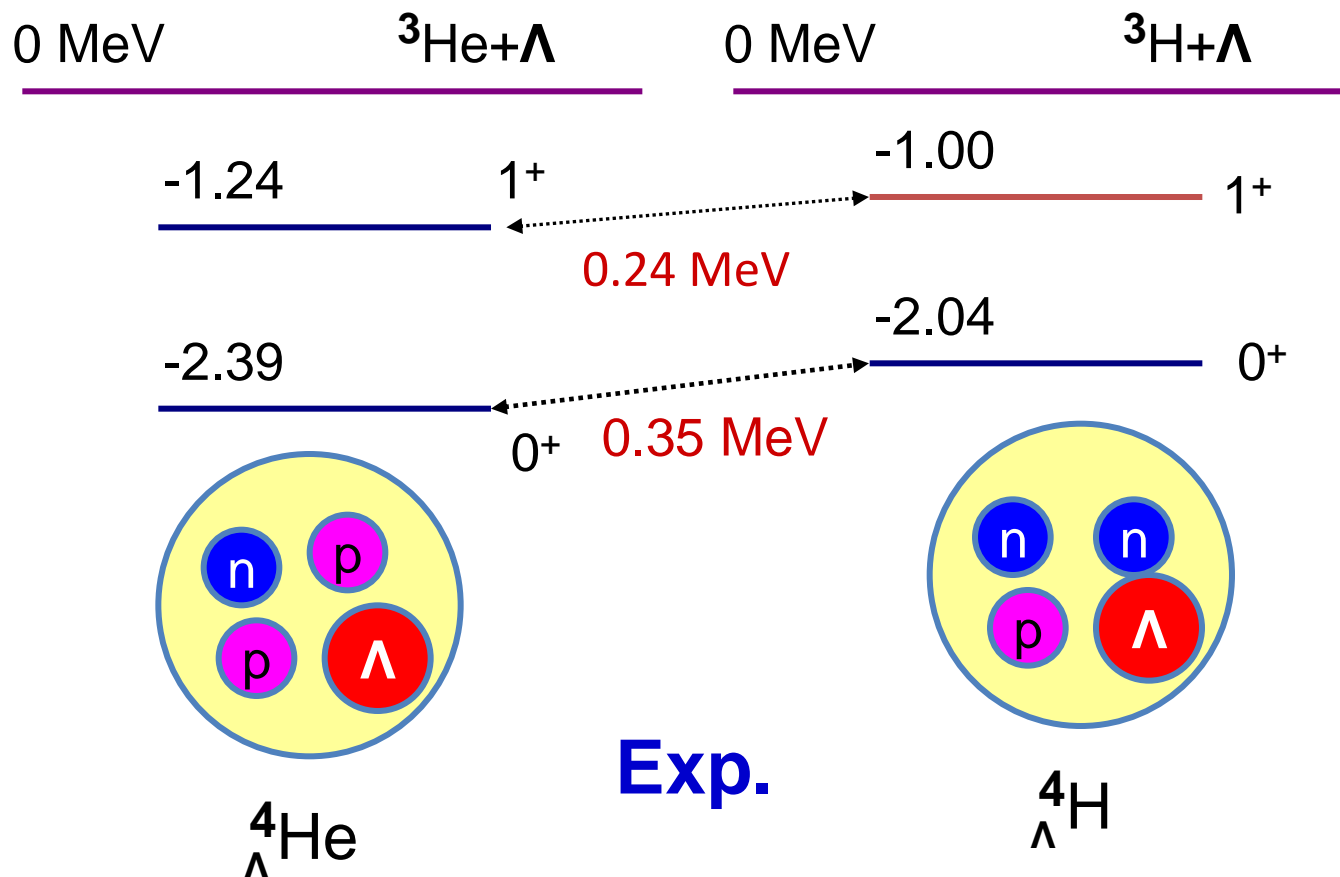 0 MeV ³He+Λ 0 MeV ³H+Λ
-1.24 1⁺ -1.00 1⁺
0.24 MeV
-2.39 0⁺ -2.04 0⁺
0.35 MeV
n p n n
p Λ p Λ
Exp.
⁴ΛHe ⁴ΛH